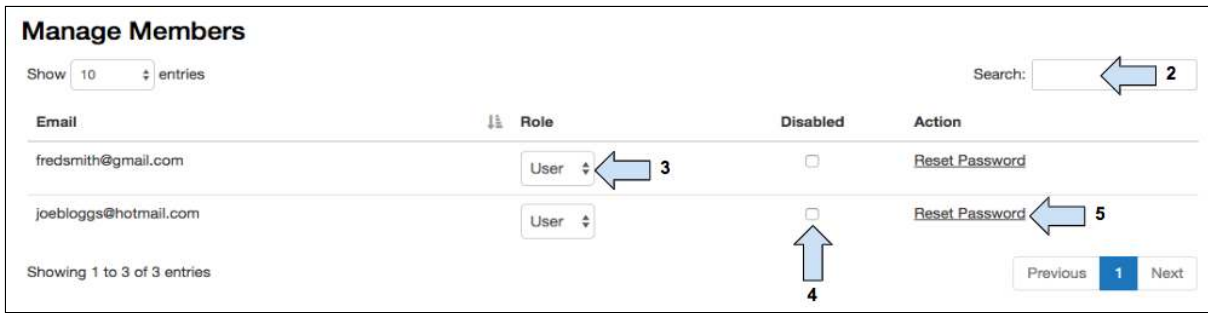 Manage Members
Show 10 entries Search: 2
Email Role Disabled Action
fredsmith@gmail.com User 3 Reset Password
joebloggs@hotmail.com User Reset Password 5
Showing 1 to 3 of 3 entries Previous 1 Next
4